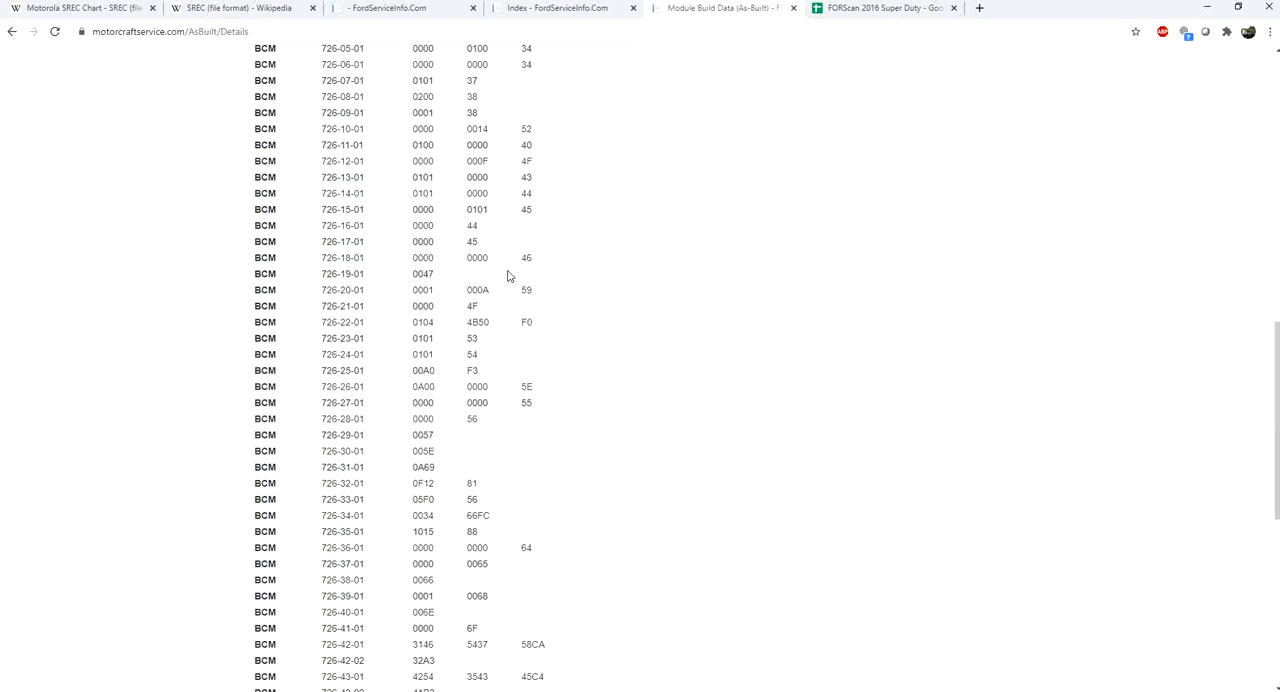 Motorola SREC Chart - SREC (file SREC (file format) - Wikipedia - FordServiceInfo.Com Index - FordServiceInfo.Com Module Build Data (As-Built) - F FORScan 2016 Super Duty - Goo
motorcraftservice.com/AsBuilt/Details
BCM 726-05-01 0000 0100 34
BCM 726-06-01 0000 0000 34
BCM 726-07-01 0101 37
BCM 726-08-01 0200 38
BCM 726-09-01 0001 38
BCM 726-10-01 0000 0014 52
BCM 726-11-01 0100 0000 40
BCM 726-12-01 0000 000F 4F
BCM 726-13-01 0101 0000 43
BCM 726-14-01 0101 0000 44
BCM 726-15-01 0000 0101 45
BCM 726-16-01 0000 44
BCM 726-17-01 0000 45
BCM 726-18-01 0000 0000 46
BCM 726-19-01 0047
BCM 726-20-01 0001 000A 59
BCM 726-21-01 0000 4F
BCM 726-22-01 0104 4B50 F0
BCM 726-23-01 0101 53
BCM 726-24-01 0101 54
BCM 726-25-01 00A0 F3
BCM 726-26-01 0A00 0000 5E
BCM 726-27-01 0000 0000 55
BCM 726-28-01 0000 56
BCM 726-29-01 0057
BCM 726-30-01 005E
BCM 726-31-01 0A69
BCM 726-32-01 0F12 81
BCM 726-33-01 05F0 56
BCM 726-34-01 0034 66FC
BCM 726-35-01 1015 88
BCM 726-36-01 0000 0000 64
BCM 726-37-01 0000 0065
BCM 726-38-01 0066
BCM 726-39-01 0001 0068
BCM 726-40-01 006E
BCM 726-41-01 0000 6F
BCM 726-42-01 3146 5437 58CA
BCM 726-42-02 32A3
BCM 726-43-01 4254 3543 45C4